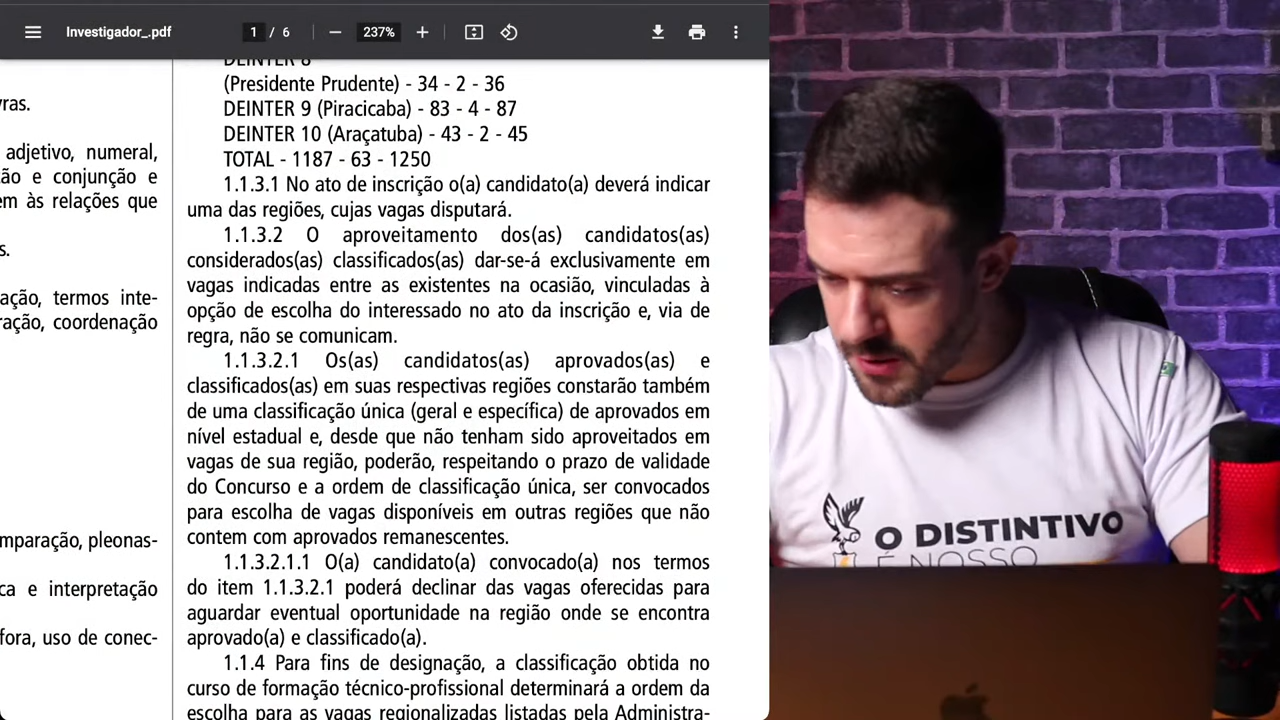 Investigador_.pdf
1 / 6
237%
vras.
adjetivo, numeral,
ção e conjunção e
em às relações que
s.
ação, termos inte-
ração, coordenação
mparação, pleonas-
ca e interpretação
fora, uso de conec-
DEINTER 8
(Presidente Prudente) - 34 - 2 - 36
DEINTER 9 (Piracicaba) - 83 - 4 - 87
DEINTER 10 (Araçatuba) - 43 - 2 - 45
TOTAL - 1187 - 63 - 1250
1.1.3.1 No ato de inscrição o(a) candidato(a) deverá indicar
uma das regiões, cujas vagas disputará.
1.1.3.2 O aproveitamento dos(as) candidatos(as)
considerados(as) classificados(as) dar-se-á exclusivamente em
vagas indicadas entre as existentes na ocasião, vinculadas à
opção de escolha do interessado no ato da inscrição e, via de
regra, não se comunicam.
1.1.3.2.1 Os(as) candidatos(as) aprovados(as) e
classificados(as) em suas respectivas regiões constarão também
de uma classificação única (geral e específica) de aprovados em
nível estadual e, desde que não tenham sido aproveitados em
vagas de sua região, poderão, respeitando o prazo de validade
do Concurso e a ordem de classificação única, ser convocados
para escolha de vagas disponíveis em outras regiões que não
contem com aprovados remanescentes.
1.1.3.2.1.1 O(a) candidato(a) convocado(a) nos termos
do item 1.1.3.2.1 poderá declinar das vagas oferecidas para
aguardar eventual oportunidade na região onde se encontra
aprovado(a) e classificado(a).
1.1.4 Para fins de designação, a classificação obtida no
curso de formação técnico-profissional determinará a ordem da
escolha para as vagas regionalizadas listadas pela Administra-
O DISTINTIVO
É NOSSO